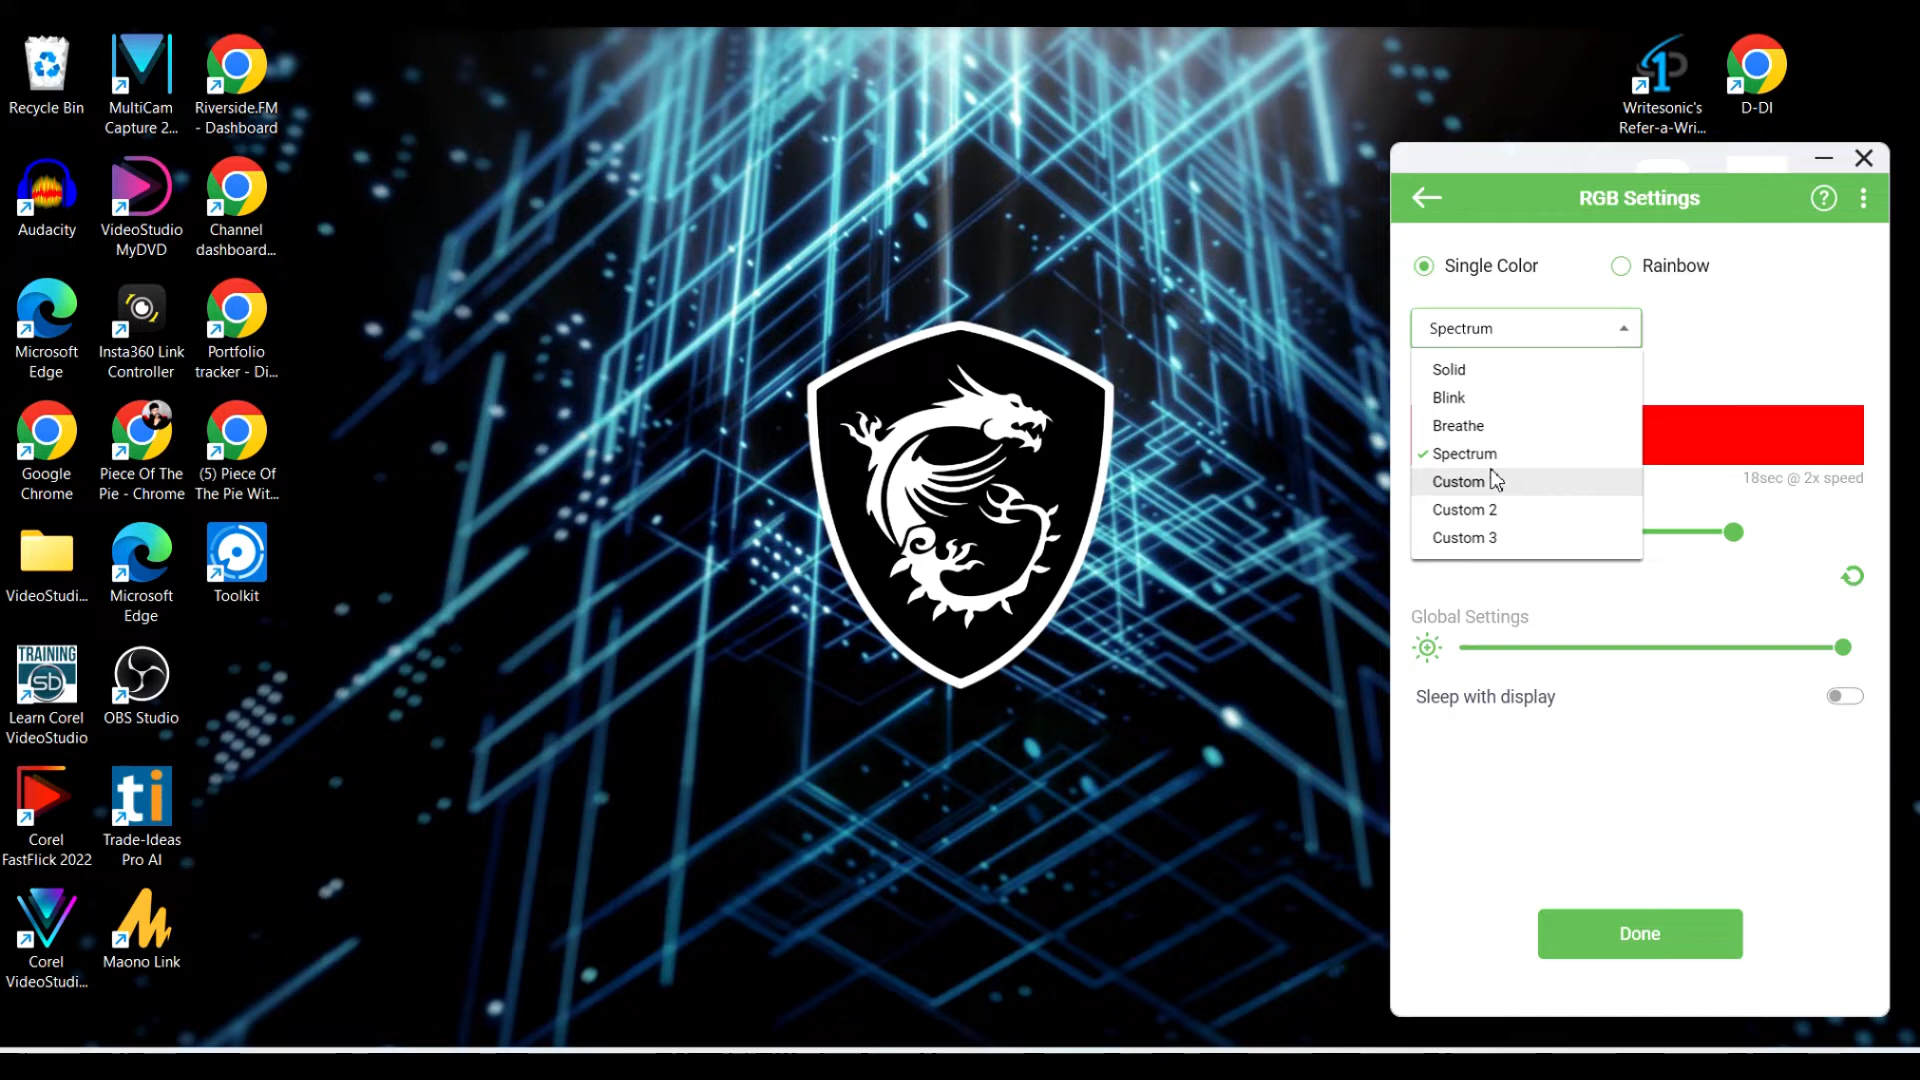 Recycle Bin
MultiCam
Capture 2...
Riverside.FM
- Dashboard
Writesonic's
Refer-a-Wri...
D-DI
Audacity
VideoStudio
MyDVD
Channel
dashboard...
Microsoft
Edge
Insta360 Link
Controller
Portfolio
tracker - Di...
Google
Chrome
Piece Of The
Pie - Chrome
(5) Piece Of
The Pie Wit...
VideoStudi...
Microsoft
Edge
Toolkit
TRAINING
sb
Learn Corel
VideoStudio
OBS Studio
Corel
FastFlick 2022
ti
Trade-Ideas
Pro AI
Corel
VideoStudi...
Maono Link
RGB Settings
Single Color
Rainbow
Spectrum
Solid
Blink
Breathe
Spectrum
Custom
Custom 2
Custom 3
18sec @ 2x speed
Global Settings
Sleep with display
Done